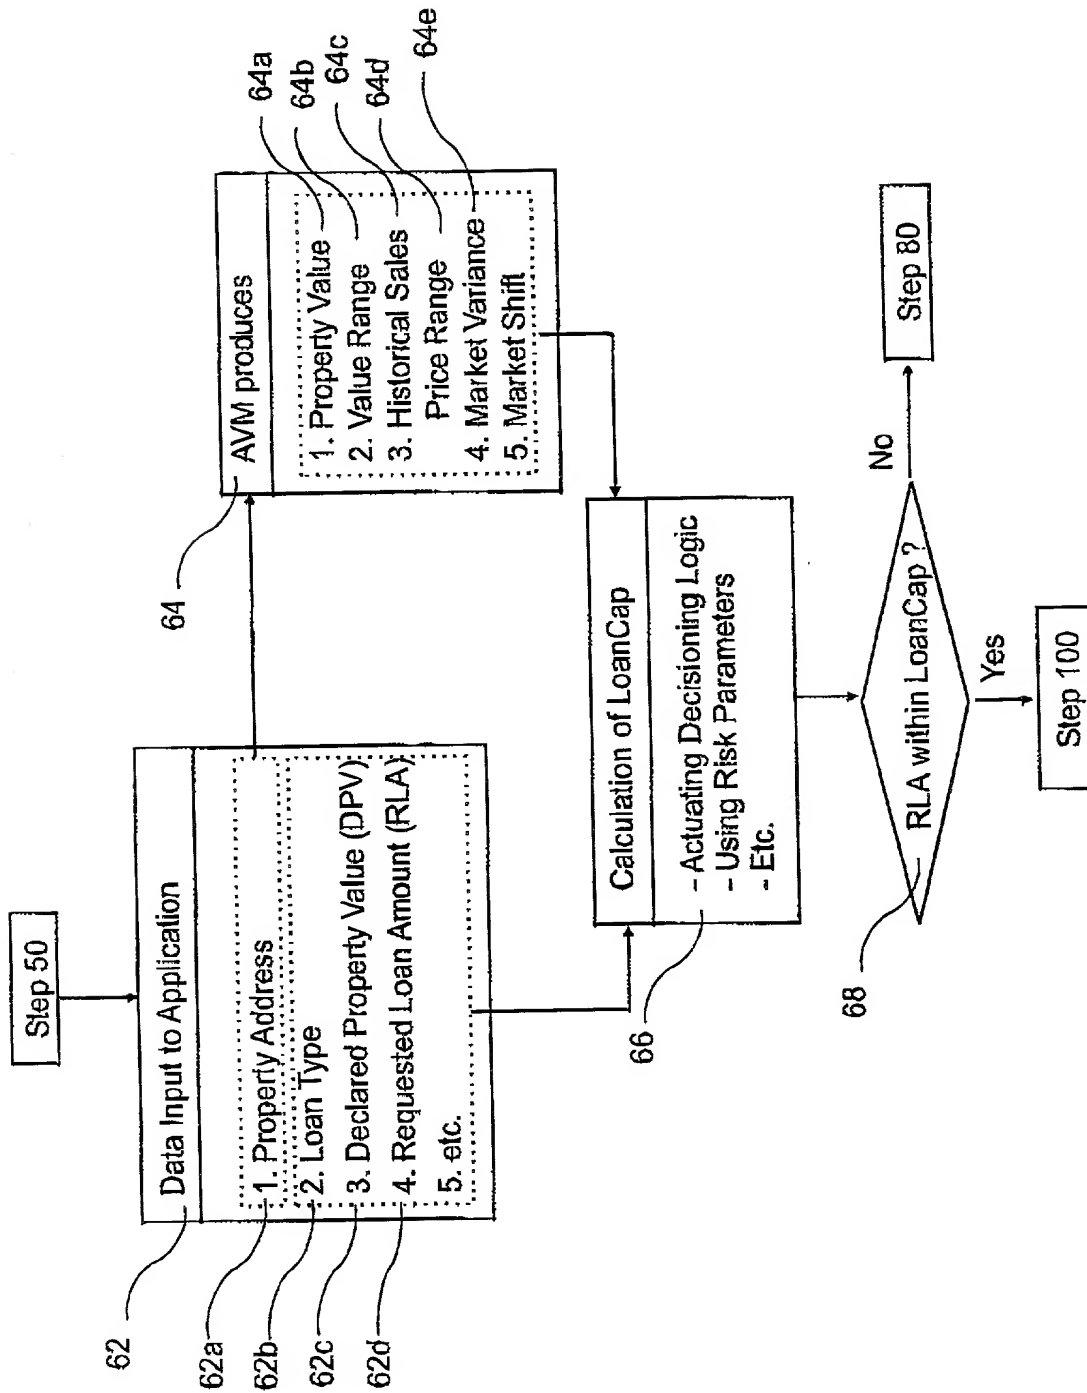 Step 50
62
Data Input to Application
62a
1. Property Address
62b
2. Loan Type
62c
3. Declared Property Value (DPV)
62d
4. Requested Loan Amount (RLA)
5. etc.
64
AVM produces
1. Property Value
64a
2. Value Range
64b
3. Historical Sales
64c
Price Range
64d
4. Market Variance
64e
5. Market Shift
Calculation of LoanCap
66
- Actuating Decisioning Logic
- Using Risk Parameters
- Etc.
68
RLA within LoanCap ?
No
Step 80
Yes
Step 100